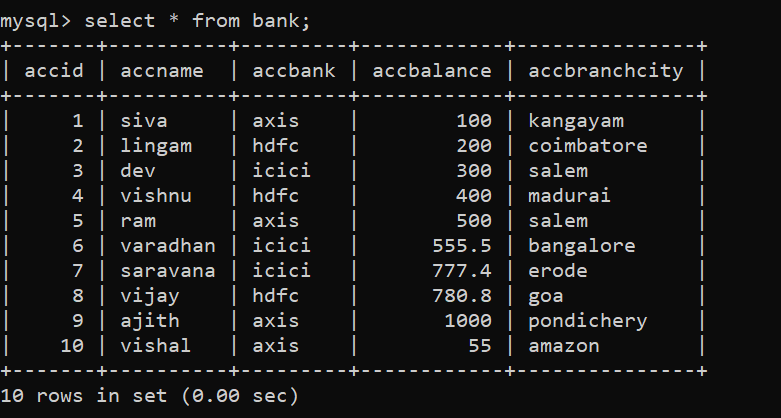 mysql> select * from bank;
+-------+----------+---------+------------+---------------+
| accid | accname  | accbank | accbalance | accbranchcity |
+-------+----------+---------+------------+---------------+
|     1 | siva     | axis    |        100 | kangayam      |
|     2 | lingam   | hdfc    |        200 | coimbatore    |
|     3 | dev      | icici   |        300 | salem         |
|     4 | vishnu   | hdfc    |        400 | madurai       |
|     5 | ram      | axis    |        500 | salem         |
|     6 | varadhan | icici   |      555.5 | bangalore     |
|     7 | saravana | icici   |      777.4 | erode         |
|     8 | vijay    | hdfc    |      780.8 | goa           |
|     9 | ajith    | axis    |       1000 | pondichery    |
|    10 | vishal   | axis    |         55 | amazon        |
+-------+----------+---------+------------+---------------+
10 rows in set (0.00 sec)